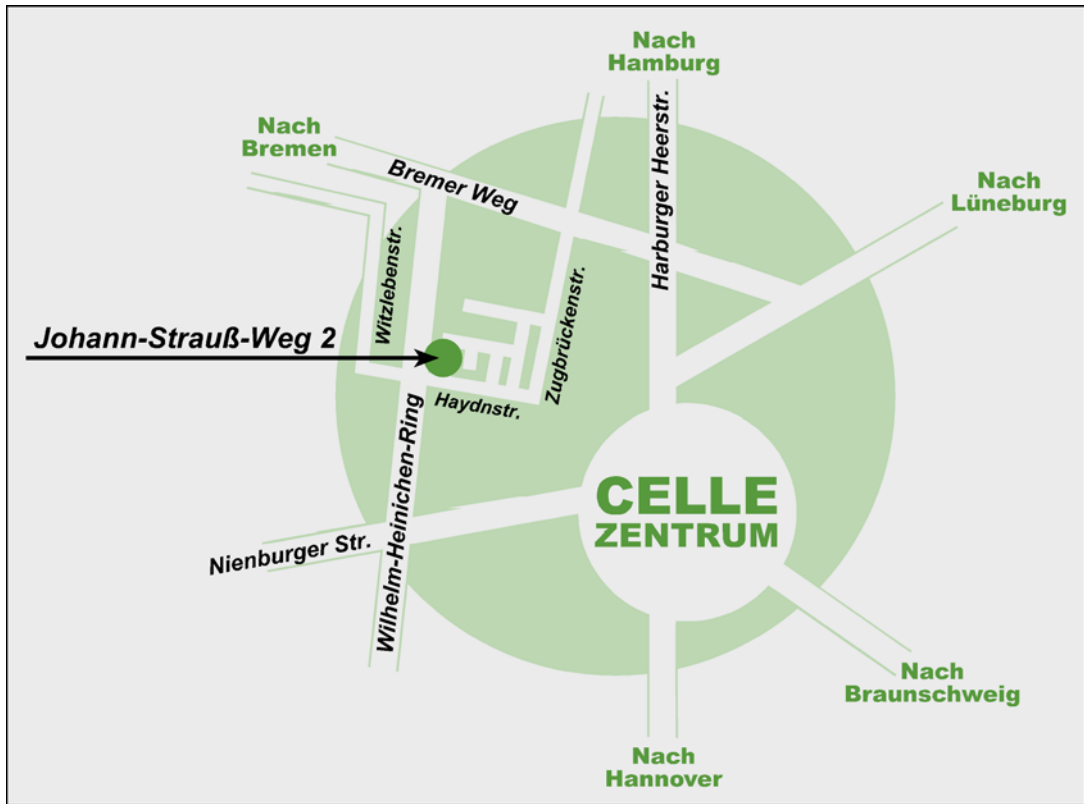 Nach
Hamburg
Harburger Heerstr.
Nach
Bremen
Bremer Weg
Nach
Lüneburg
Witzlebenstr.
Zugbrückenstr.
Johann-Strauß-Weg 2
Haydnstr.
Wilhelm-Heinichen-Ring
CELLE
ZENTRUM
Nienburger Str.
Nach
Braunschweig
Nach
Hannover